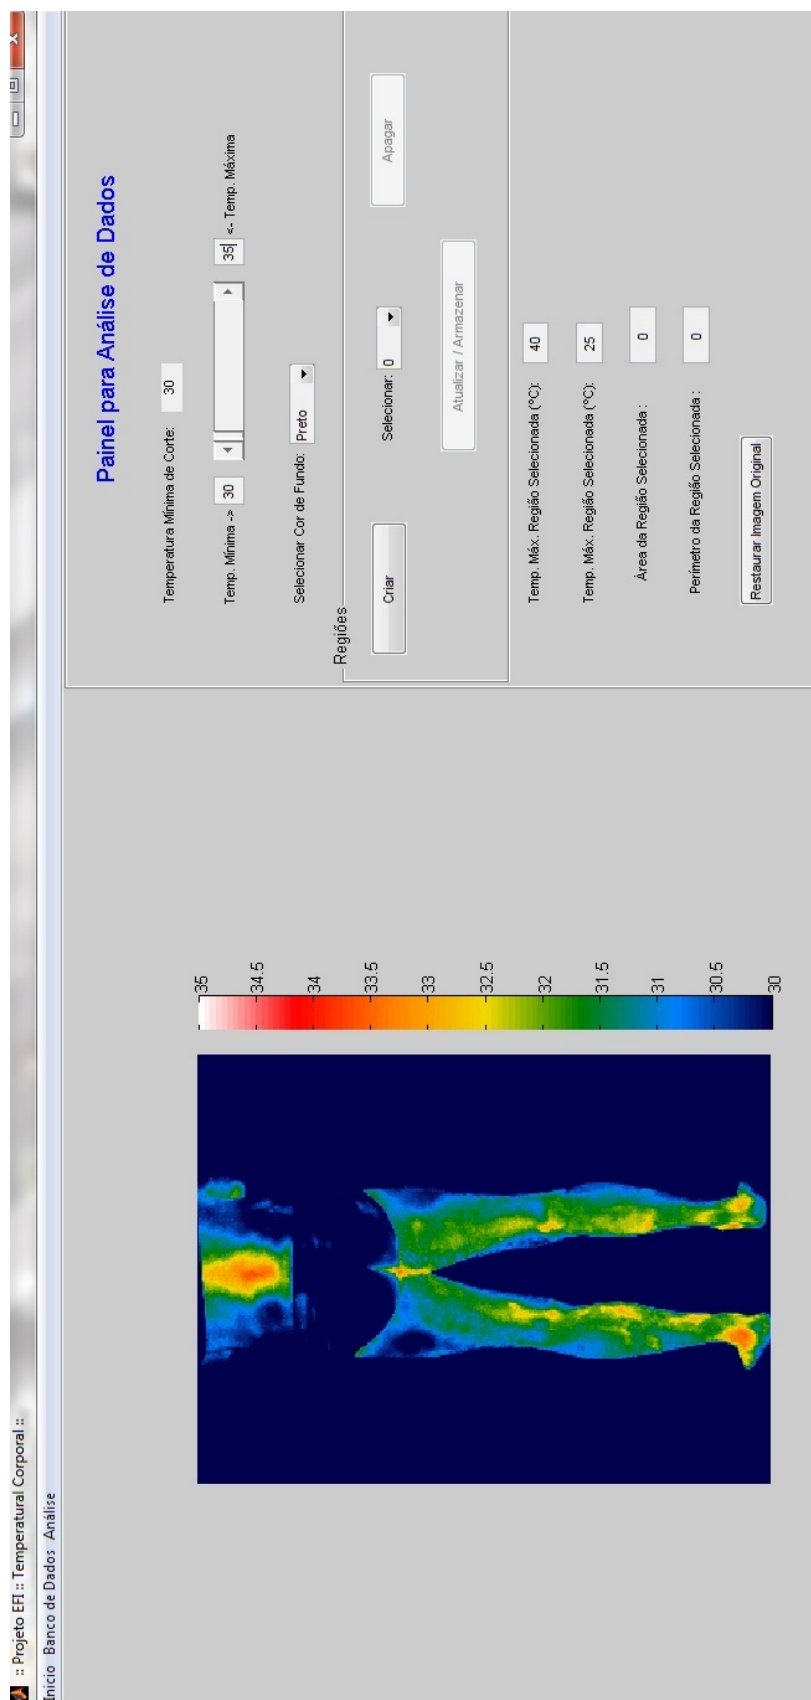 :: Projeto EFI :: Temperatural Corporal ::
Inicio Banco de Dados Análise
Painel para Análise de Dados
Temperatura Mínima de Corte: 30
Temp. Mínima -> 30 35 <- Temp. Máxima
Selecionar Cor de Fundo: Preto
Regiões
Criar Selecionar: 0 Apagar
Atualizar / Armazenar
Temp. Máx. Região Selecionada (°C): 40
Temp. Máx. Região Selecionada (°C): 25
Área da Região Selecionada : 0
Perímetro da Região Selecionada : 0
Restaurar Imagem Original
35
34.5
34
33.5
33
32.5
32
31.5
31
30.5
30